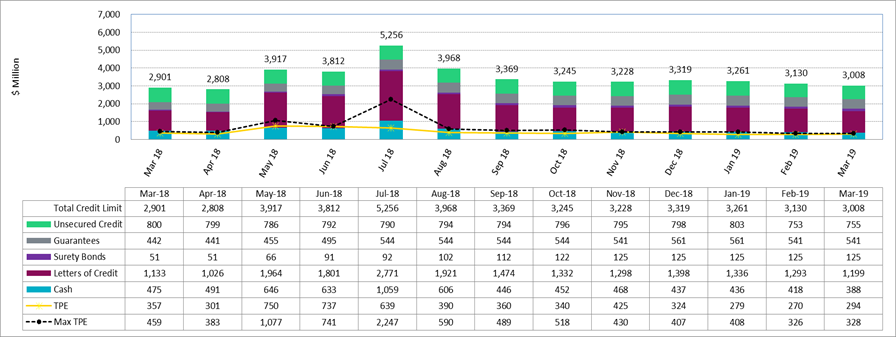 7,000
6,000
5,000
4,000
3,000
2,000
1,000
0
$ Million
2,901 2,808 3,917 3,812 5,256 3,968 3,369 3,245 3,228 3,319 3,261 3,130 3,008
Mar 18 Apr 18 May 18 Jun 18 Jul 18 Aug 18 Sep 18 Oct 18 Nov 18 Dec 18 Jan 19 Feb 19 Mar 19
Mar-18 Apr-18 May-18 Jun-18 Jul-18 Aug-18 Sep-18 Oct-18 Nov-18 Dec-18 Jan-19 Feb-19 Mar-19
Total Credit Limit 2,901 2,808 3,917 3,812 5,256 3,968 3,369 3,245 3,228 3,319 3,261 3,130 3,008
Unsecured Credit 800 799 786 792 790 794 794 796 795 798 803 753 755
Guarantees 442 441 455 495 544 544 544 544 541 561 561 541 541
Surety Bonds 51 51 66 91 92 102 112 122 125 125 125 125 125
Letters of Credit 1,133 1,026 1,964 1,801 2,771 1,921 1,474 1,332 1,298 1,398 1,336 1,293 1,199
Cash 475 491 646 633 1,059 606 446 452 468 437 436 418 388
TPE 357 301 750 737 639 390 360 340 425 324 279 270 294
Max TPE 459 383 1,077 741 2,247 590 489 518 430 407 408 326 328